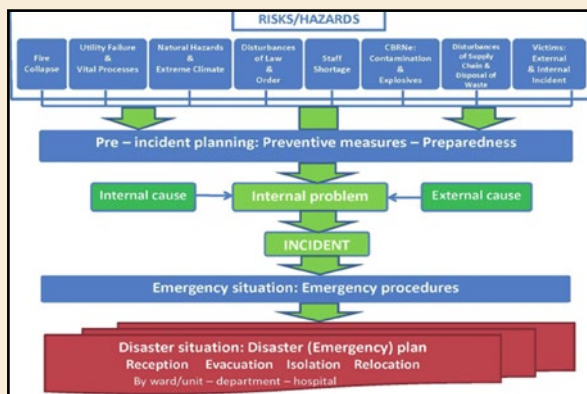 RISKS/HAZARDS
Fire
Collapse
Utility Failure
&
Vital Processes
Natural Hazards
&
Extreme Climate
Disturbances
of Law
&
Order
Staff
Shortage
CBRNe:
Contamination
&
Explosives
Disturbances
of Supply
Chain &
Disposal of
Waste
Victims:
External
& Internal
Incident
Pre – incident planning: Preventive measures – Preparedness
Internal cause
Internal problem
External cause
INCIDENT
Emergency situation: Emergency procedures
Disaster situation: Disaster (Emergency) plan
Reception Evacuation Isolation Relocation
By ward/unit – department – hospital